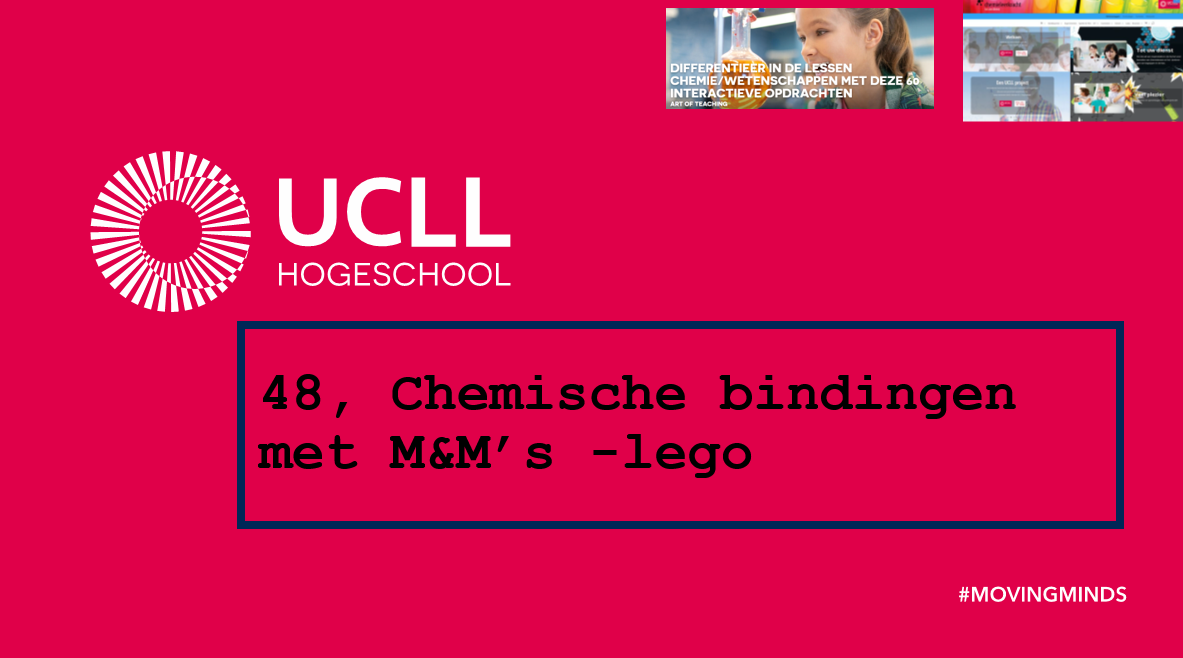 DIFFERENTIEER IN DE LESSEN
CHEMIE/WETENSCHAPPEN MET DEZE 60
INTERACTIEVE OPDRACHTEN
ART OF TEACHING
UCLL
HOGESCHOOL
48, Chemische bindingen
met M&M’s -lego
#MOVINGMINDS